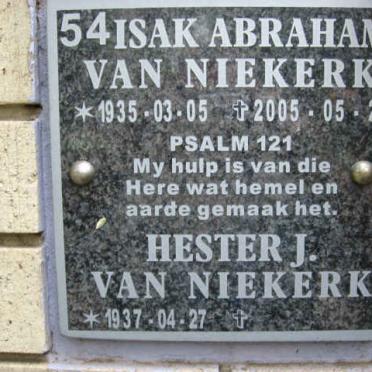 54 ISAK ABRAHAM
VAN NIEKERK
* 1935-03-05 ✝ 2005-05-2
PSALM 121
My hulp is van die
Here wat hemel en
aarde gemaak het.
HESTER J.
VAN NIEKERK
* 1937-04-27 ✝